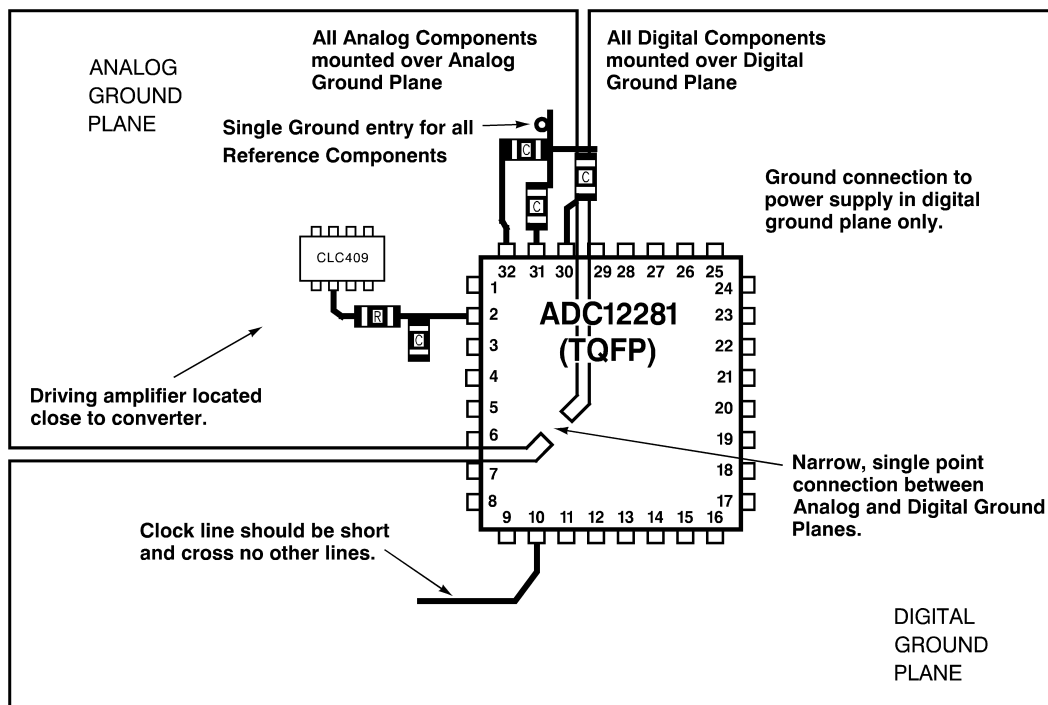 All Analog Components
mounted over Analog
Ground Plane
All Digital Components
mounted over Digital
Ground Plane
ANALOG
GROUND
PLANE
Single Ground entry for all
Reference Components
C
C
C
Ground connection to
power supply in digital
ground plane only.
CLC409
R
C
32 31 30 29 28 27 26 25
1
2
3
4
5
6
7
8
24
23
22
21
20
19
18
17
ADC12281
(TQFP)
9 10 11 12 13 14 15 16
Driving amplifier located
close to converter.
Narrow, single point
connection between
Analog and Digital Ground
Planes.
Clock line should be short
and cross no other lines.
DIGITAL
GROUND
PLANE